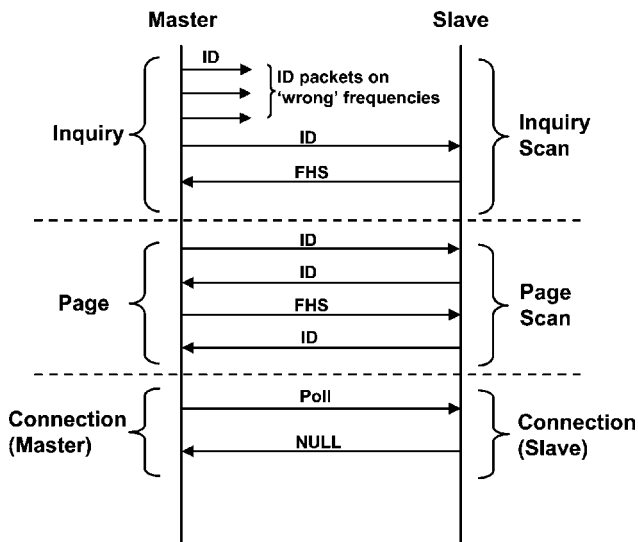 Master
Slave
ID
ID packets on
'wrong' frequencies
Inquiry
Inquiry
Scan
ID
FHS
ID
ID
Page
Page
Scan
FHS
ID
Connection
(Master)
Connection
(Slave)
Poll
NULL